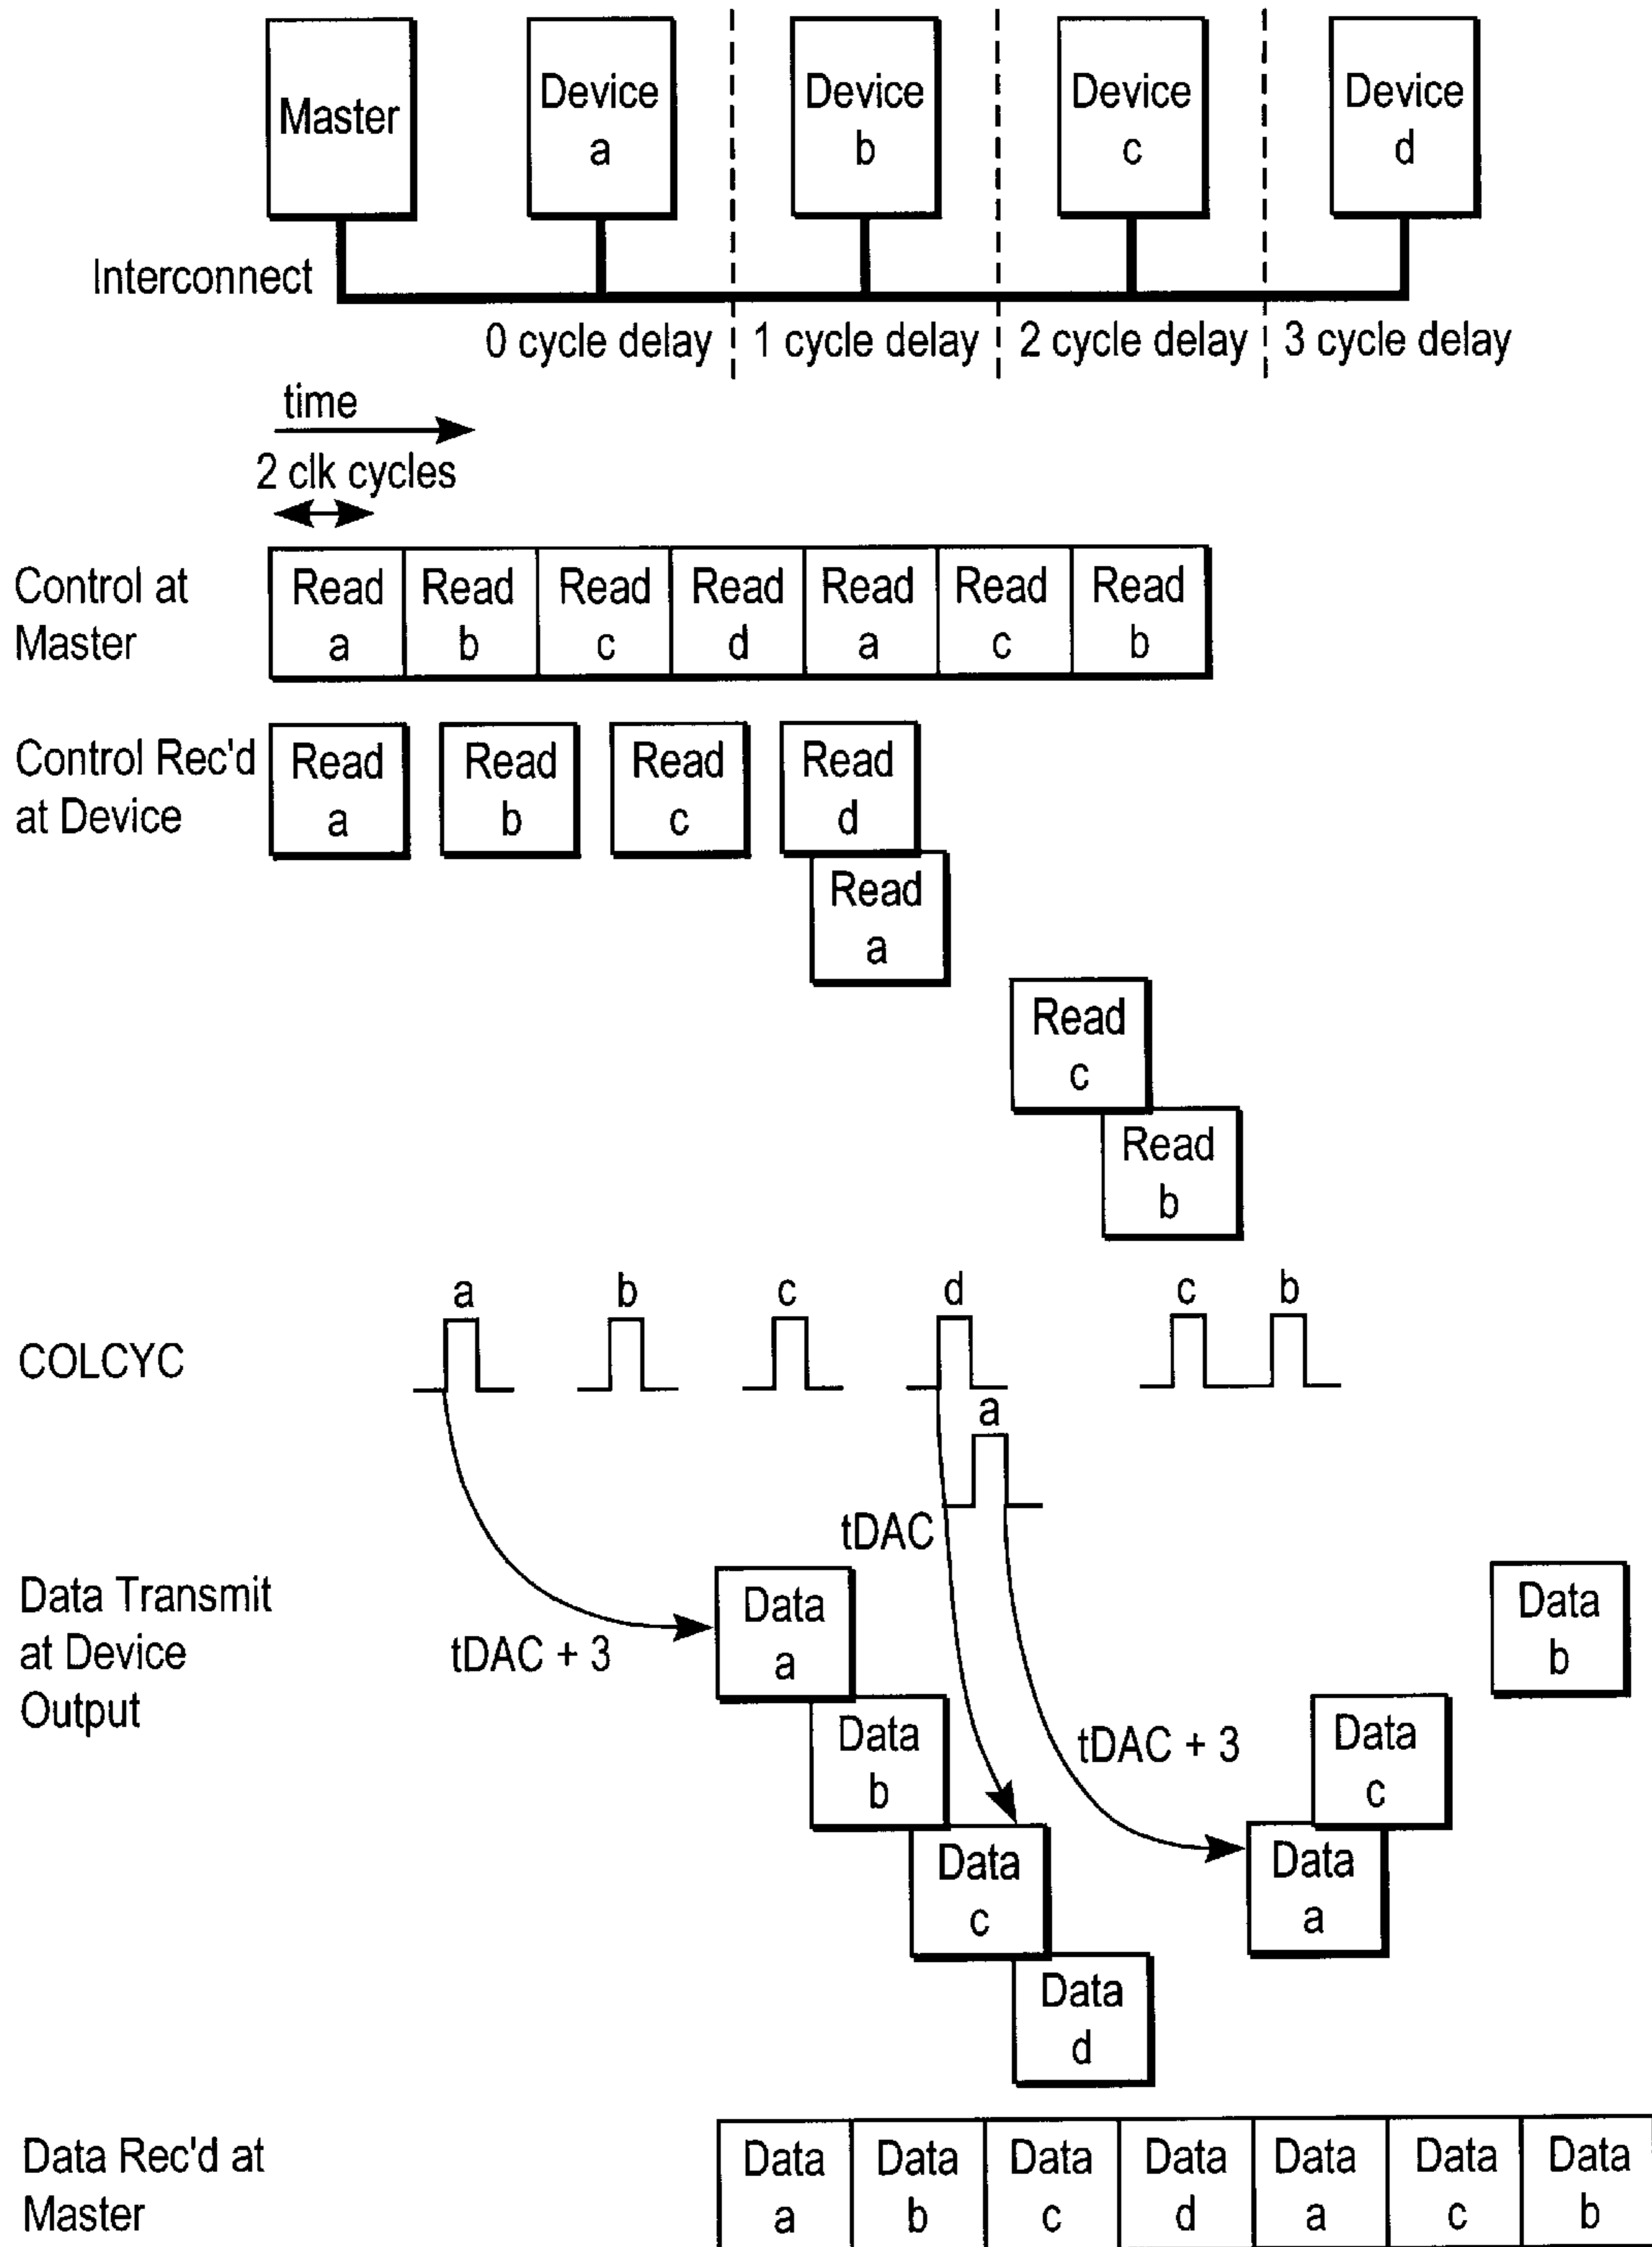 Master
Device
a
Device
b
Device
c
Device
d
Interconnect
0 cycle delay
1 cycle delay
2 cycle delay
3 cycle delay
time
2 clk cycles
Control at
Master
Read
a
Read
b
Read
c
Read
d
Read
a
Read
c
Read
b
Control Rec'd
at Device
Read
a
Read
b
Read
c
Read
d
Read
a
Read
c
Read
b
COLCYC
a
b
c
d
c
b
a
tDAC
tDAC + 3
tDAC + 3
Data Transmit
at Device
Output
Data
a
Data
b
Data
c
Data
d
Data
a
Data
c
Data
b
Data Rec'd at
Master
Data
a
Data
b
Data
c
Data
d
Data
a
Data
c
Data
b